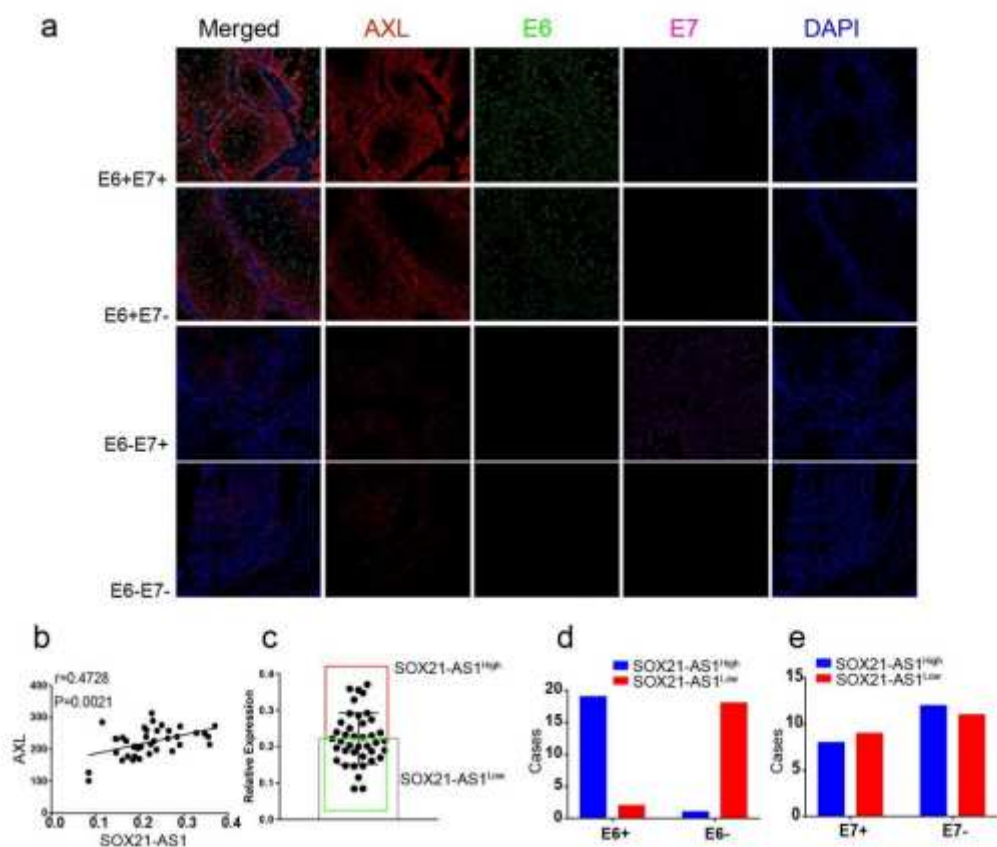 a
Merged AXL E6 E7 DAPI
E6+E7+
E6+E7-
E6-E7+
E6-E7-
b
r=0.4728
P=0.0021
AXL
400
300
200
100
0
0.0 0.1 0.2 0.3 0.4
SOX21-AS1
c
Relative Expression
0.4
0.3
0.2
0.1
0.0
SOX21-AS1High
SOX21-AS1Low
d
SOX21-AS1High
SOX21-AS1Low
Cases
20
15
10
5
0
E6+ E6-
e
SOX21-AS1High
SOX21-AS1Low
Cases
15
10
5
0
E7+ E7-